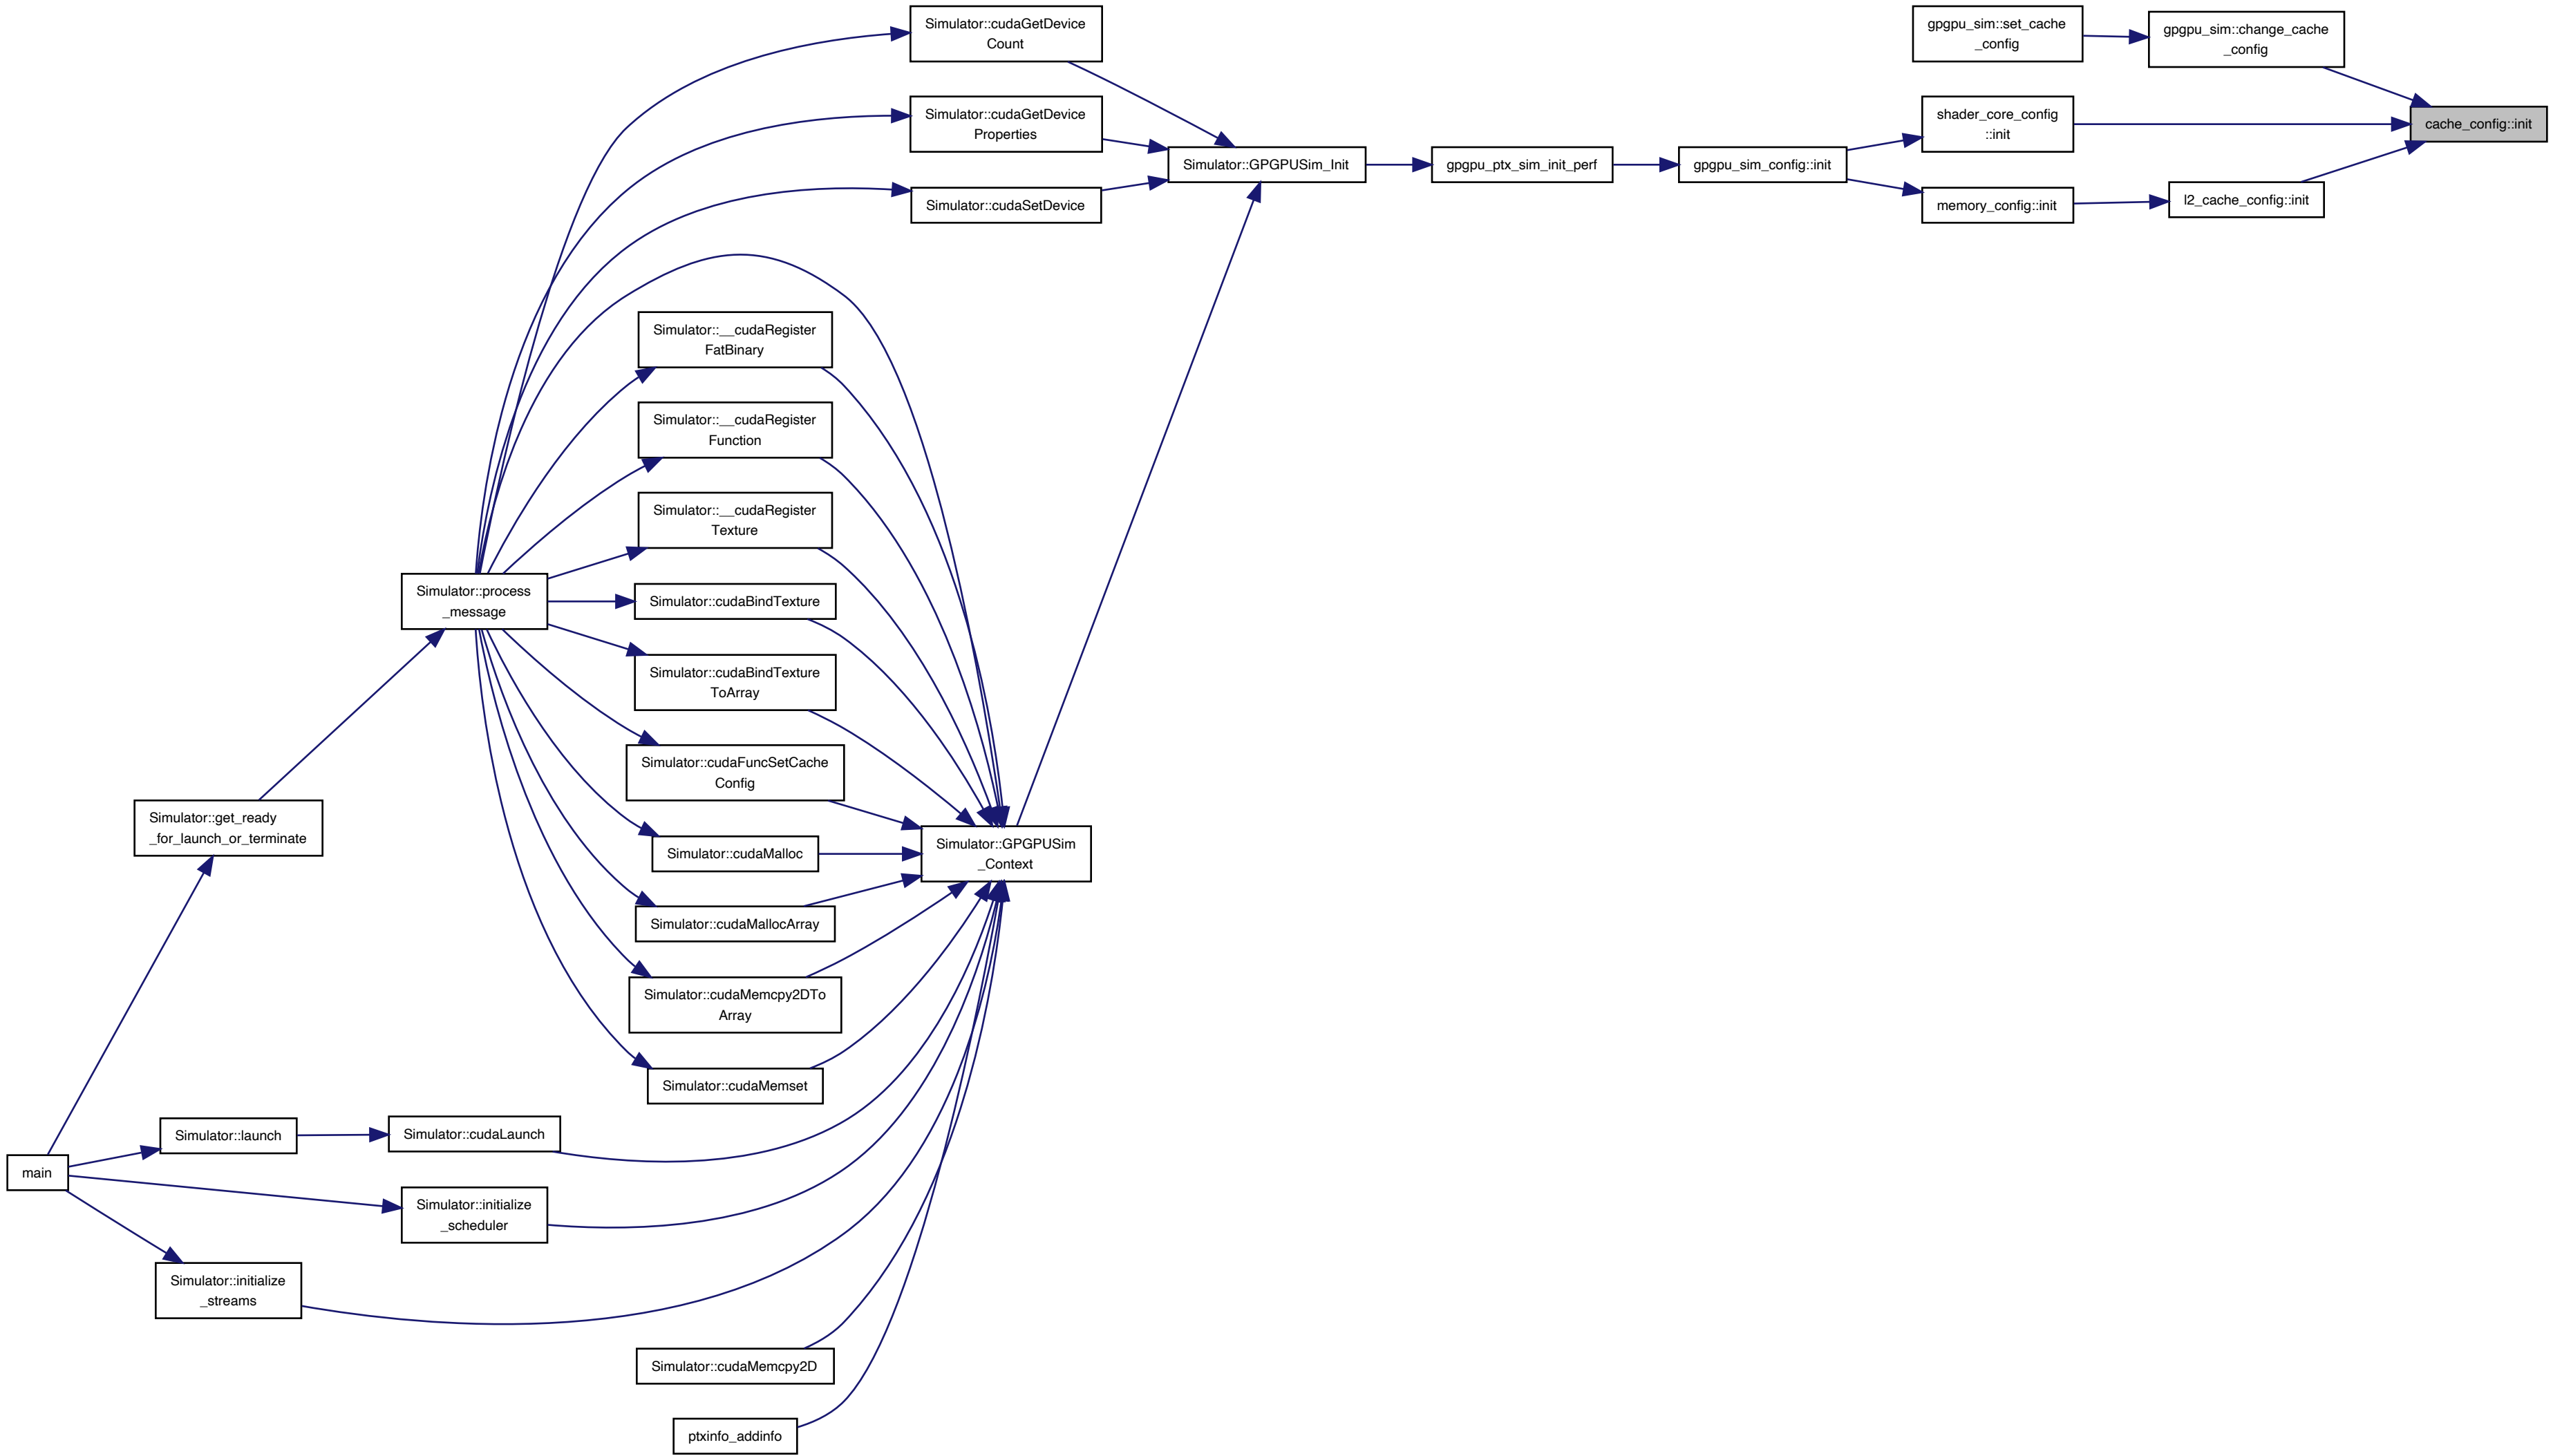 Simulator::cudaGetDevice
Count
gpgpu_sim::set_cache
_config
gpgpu_sim::change_cache
_config
Simulator::cudaGetDevice
Properties
shader_core_config
::init
cache_config::init
Simulator::GPGPUSim_Init
gpgpu_ptx_sim_init_perf
gpgpu_sim_config::init
Simulator::cudaSetDevice
memory_config::init
l2_cache_config::init
Simulator::__cudaRegister
FatBinary
Simulator::__cudaRegister
Function
Simulator::__cudaRegister
Texture
Simulator::process
_message
Simulator::cudaBindTexture
Simulator::cudaBindTexture
ToArray
Simulator::cudaFuncSetCache
Config
Simulator::get_ready
_for_launch_or_terminate
Simulator::cudaMalloc
Simulator::GPGPUSim
_Context
Simulator::cudaMallocArray
Simulator::cudaMemcpy2DTo
Array
Simulator::cudaMemset
Simulator::launch
Simulator::cudaLaunch
main
Simulator::initialize
_scheduler
Simulator::initialize
_streams
Simulator::cudaMemcpy2D
ptxinfo_addinfo